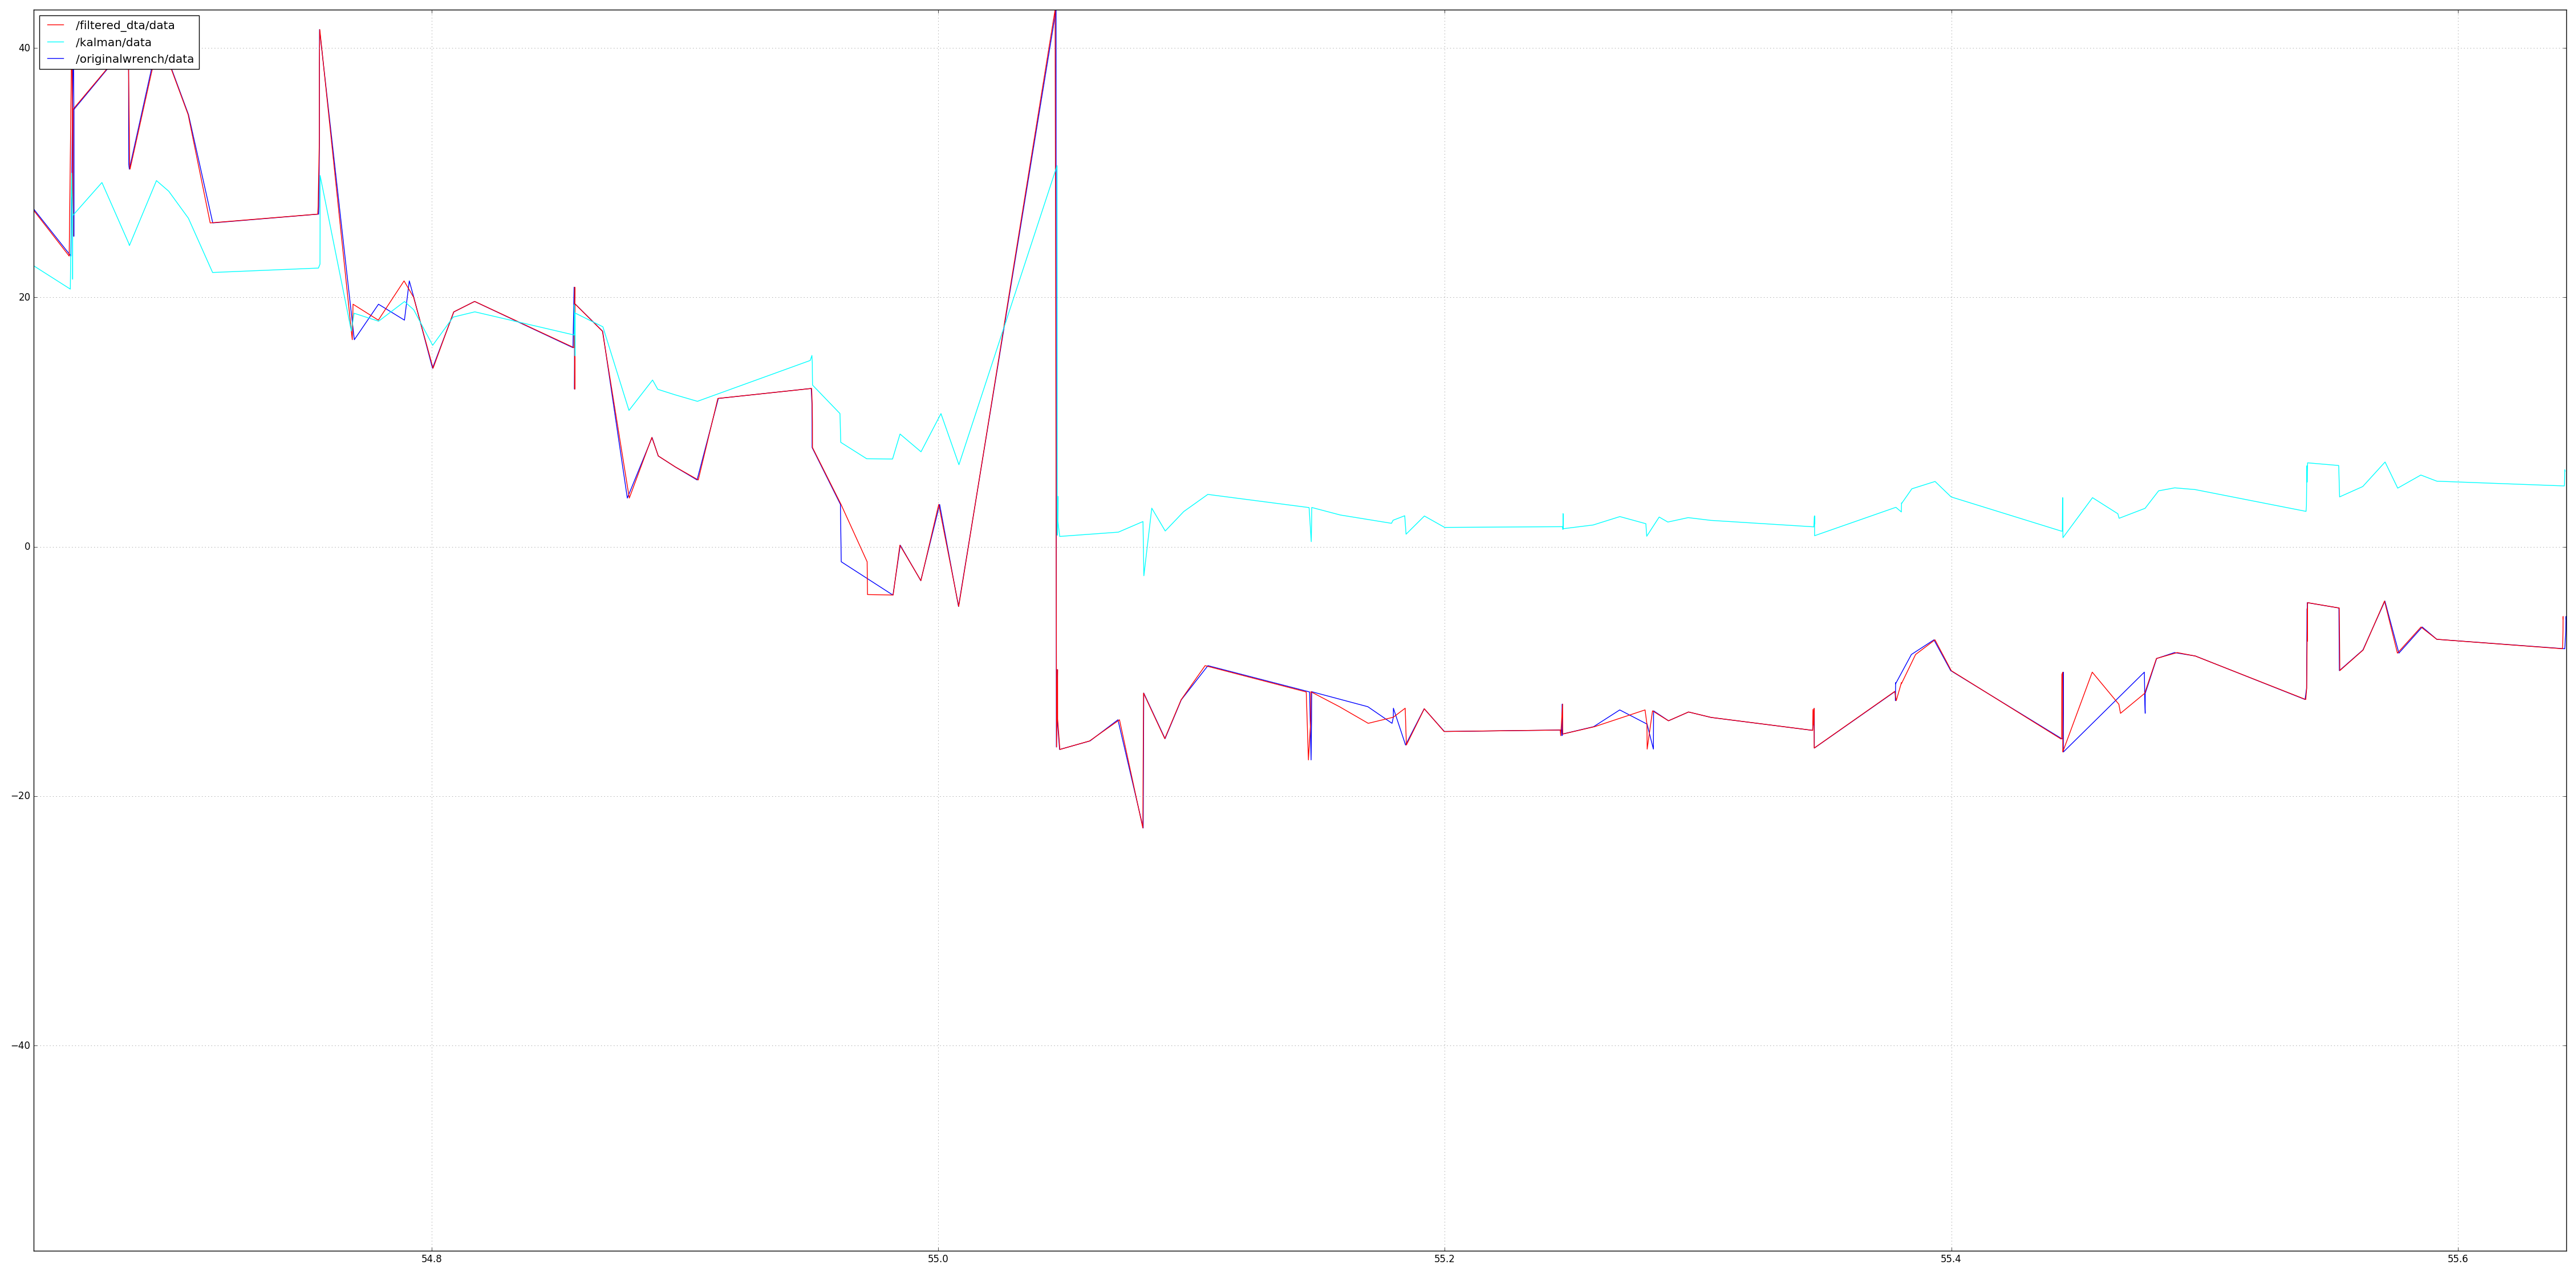 /filtered_dta/data
/kalman/data
/originalwrench/data
40
20
0
−20
−40
54.8 55.0 55.2 55.4 55.6